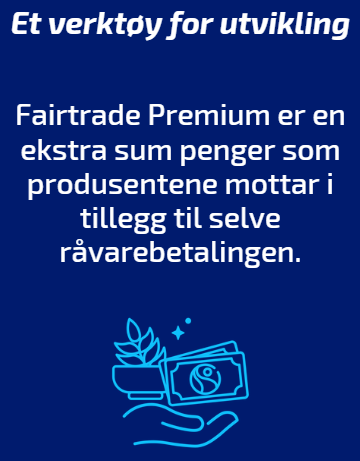 Et verktøy for utvikling
Fairtrade Premium er en
ekstra sum penger som
produsentene mottar i
tillegg til selve
råvarebetalingen.